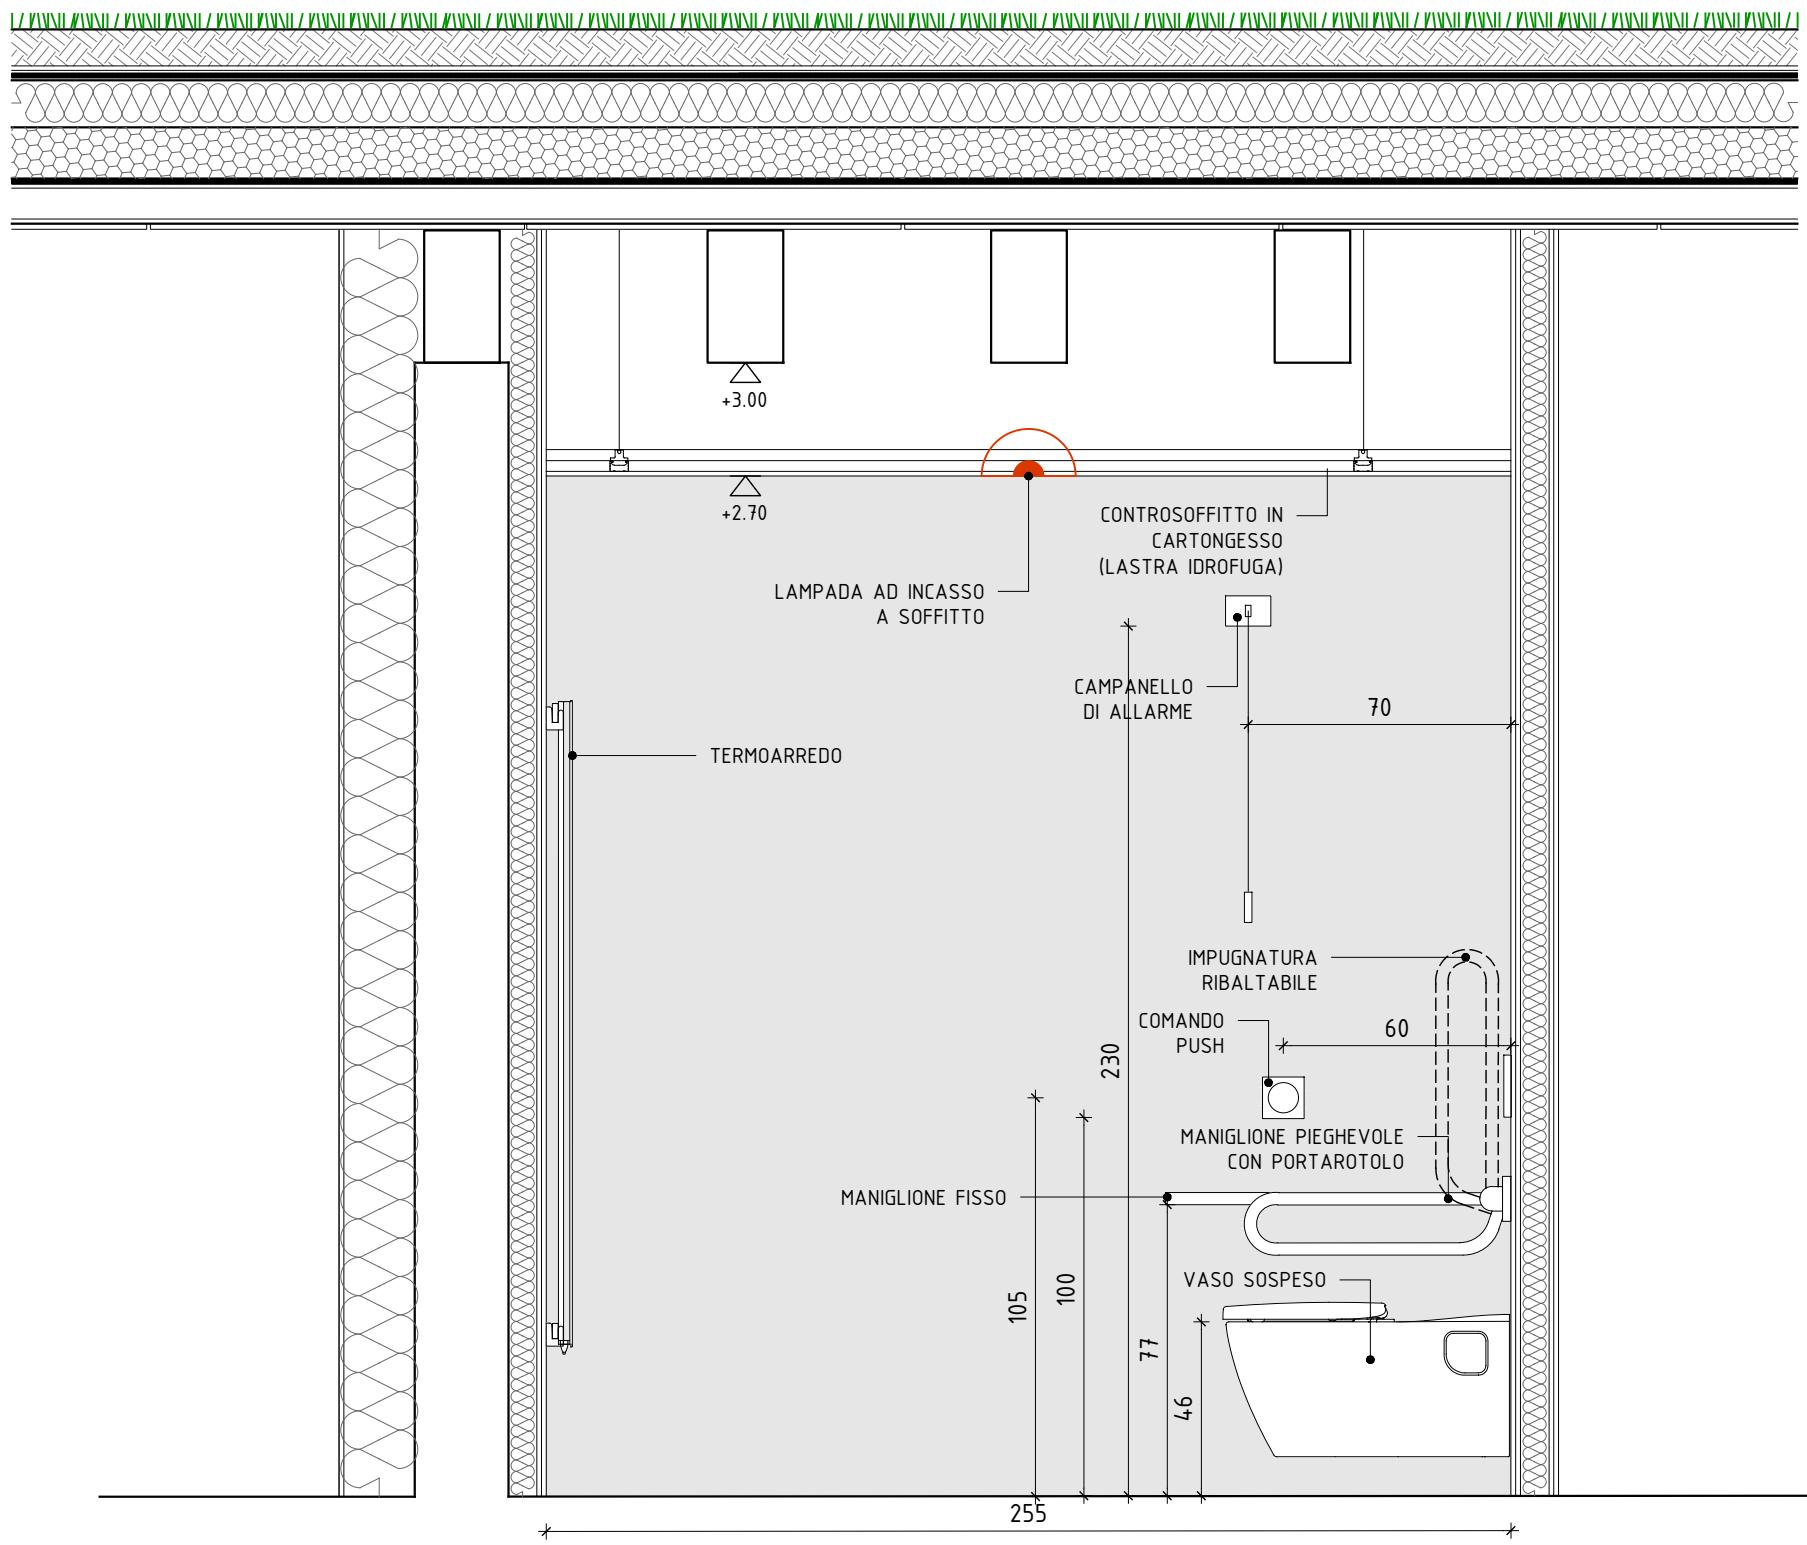 +3.00
+2.70
CONTROSOFFITTO IN
CARTONGESSO
(LASTRA IDROFUGA)
LAMPADA AD INCASSO
A SOFFITTO
CAMPANELLO
DI ALLARME
70
TERMOARREDO
IMPUGNATURA
RIBALTABILE
COMANDO
PUSH
60
230
MANIGLIONE PIEGHEVOLE
CON PORTAROTOLO
MANIGLIONE FISSO
VASO SOSPESO
105
100
77
46
255